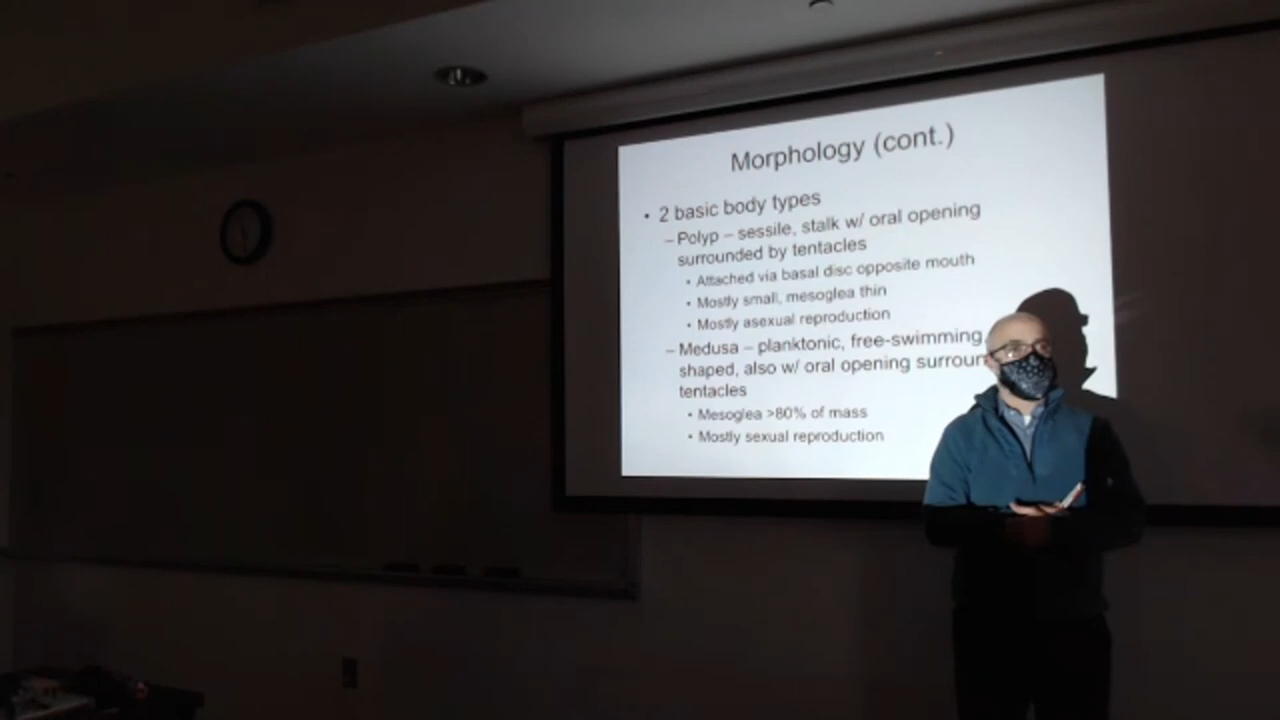 Morphology (cont.)
• 2 basic body types
– Polyp – sessile, stalk w/ oral opening
surrounded by tentacles
• Attached via basal disc opposite mouth
• Mostly small, mesoglea thin
• Mostly asexual reproduction
– Medusa – planktonic, free-swimming,
shaped, also w/ oral opening surroun
tentacles
• Mesoglea >80% of mass
• Mostly sexual reproduction